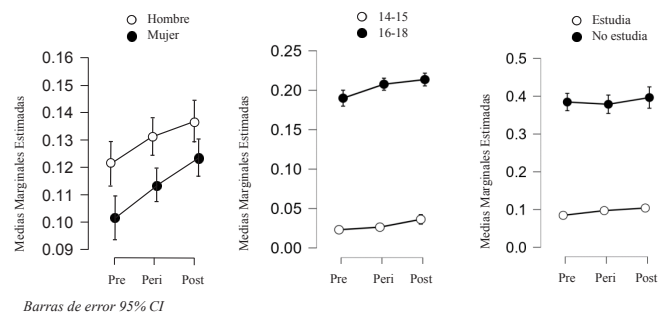 Hombre
Mujer
Medias Marginales Estimadas
0.16
0.15
0.14
0.13
0.12
0.11
0.10
0.09
Pre Peri Post
14-15
16-18
Medias Marginales Estimadas
0.25
0.20
0.15
0.10
0.05
0.00
Pre Peri Post
Estudia
No estudia
Medias Marginales Estimadas
0.5
0.4
0.3
0.2
0.1
0.0
Pre Peri Post
Barras de error 95% CI